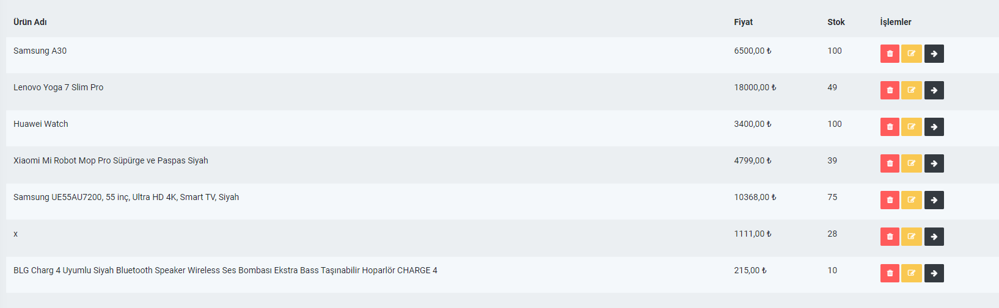 Ürün Adı Fiyat Stok İşlemler
Samsung A30 6500,00 ₺ 100
Lenovo Yoga 7 Slim Pro 18000,00 ₺ 49
Huawei Watch 3400,00 ₺ 100
Xiaomi Mi Robot Mop Pro Süpürge ve Paspas Siyah 4799,00 ₺ 39
Samsung UE55AU7200, 55 inç, Ultra HD 4K, Smart TV, Siyah 10368,00 ₺ 75
x 1111,00 ₺ 28
BLG Charg 4 Uyumlu Siyah Bluetooth Speaker Wireless Ses Bombası Ekstra Bass Taşınabilir Hoparlör CHARGE 4 215,00 ₺ 10